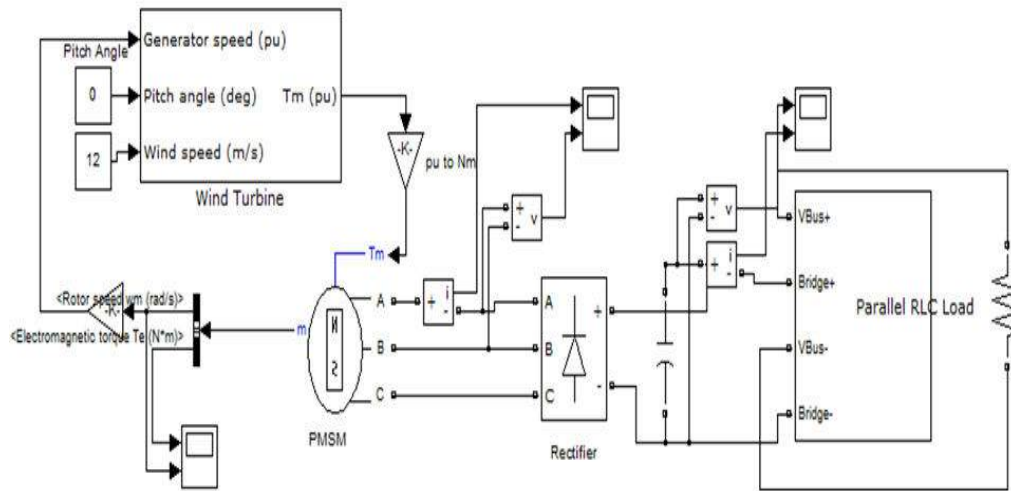 Generator speed (pu)
Pitch Angle
0
Pitch angle (deg)
Tm (pu)
12
Wind speed (m/s)
Wind Turbine
-K-
pu to Nm
Tm
<Rotor speed wm (rad/s)>
-K-
<Electromagnetic torque Te (N*m)>
m
N
S
A
B
C
PMSM
+
i
-
+
-
v
A
B
C
+
-
Rectifier
+
-
v
+
i
-
VBus+
Bridge+
Parallel RLC Load
VBus-
Bridge-